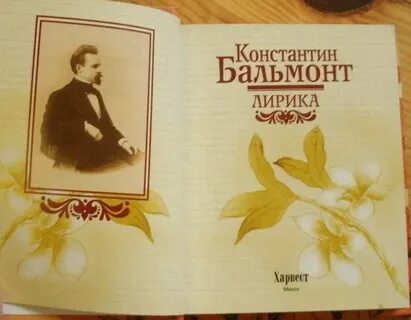 Константин
Бальмонт
ЛИРИКА
Харвест
Минск